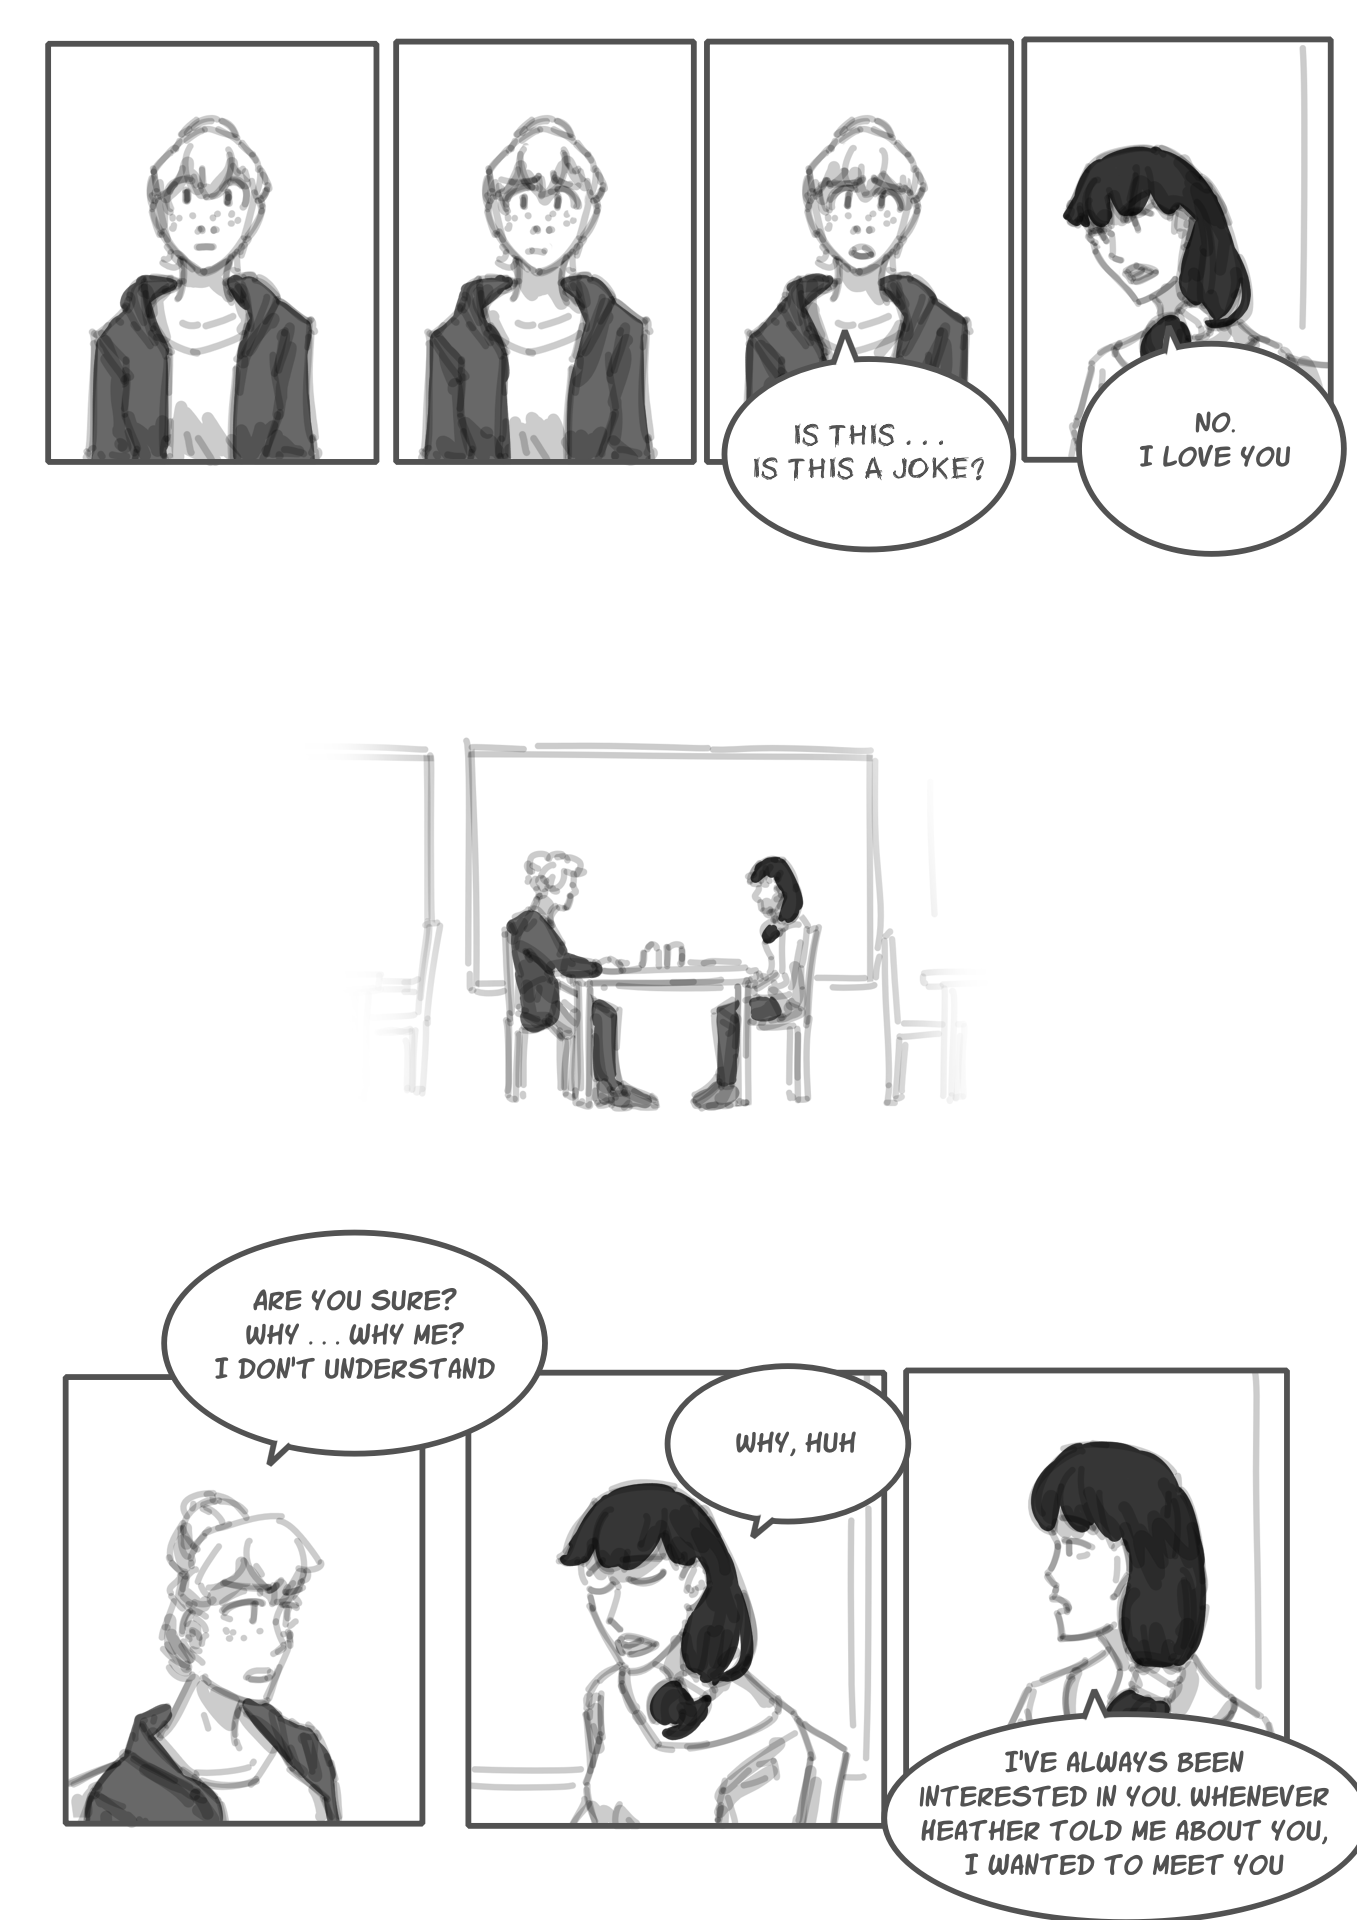 IS THIS . . .
IS THIS A JOKE?
NO.
I LOVE YOU
ARE YOU SURE?
WHY . . . WHY ME?
I DON'T UNDERSTAND
WHY, HUH
I'VE ALWAYS BEEN
INTERESTED IN YOU. WHENEVER
HEATHER TOLD ME ABOUT YOU,
I WANTED TO MEET YOU